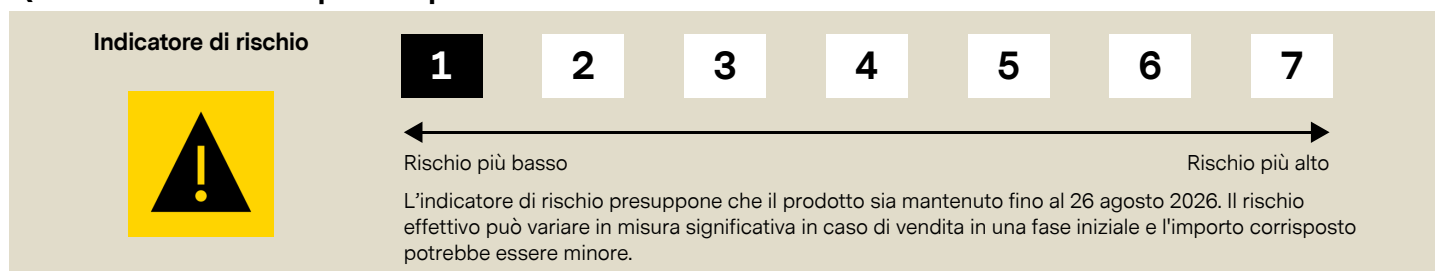 Indicatore di rischio
1 2 3 4 5 6 7
Rischio più basso Rischio più alto
L'indicatore di rischio presuppone che il prodotto sia mantenuto fino al 26 agosto 2026. Il rischio
effettivo può variare in misura significativa in caso di vendita in una fase iniziale e l'importo corrisposto
potrebbe essere minore.